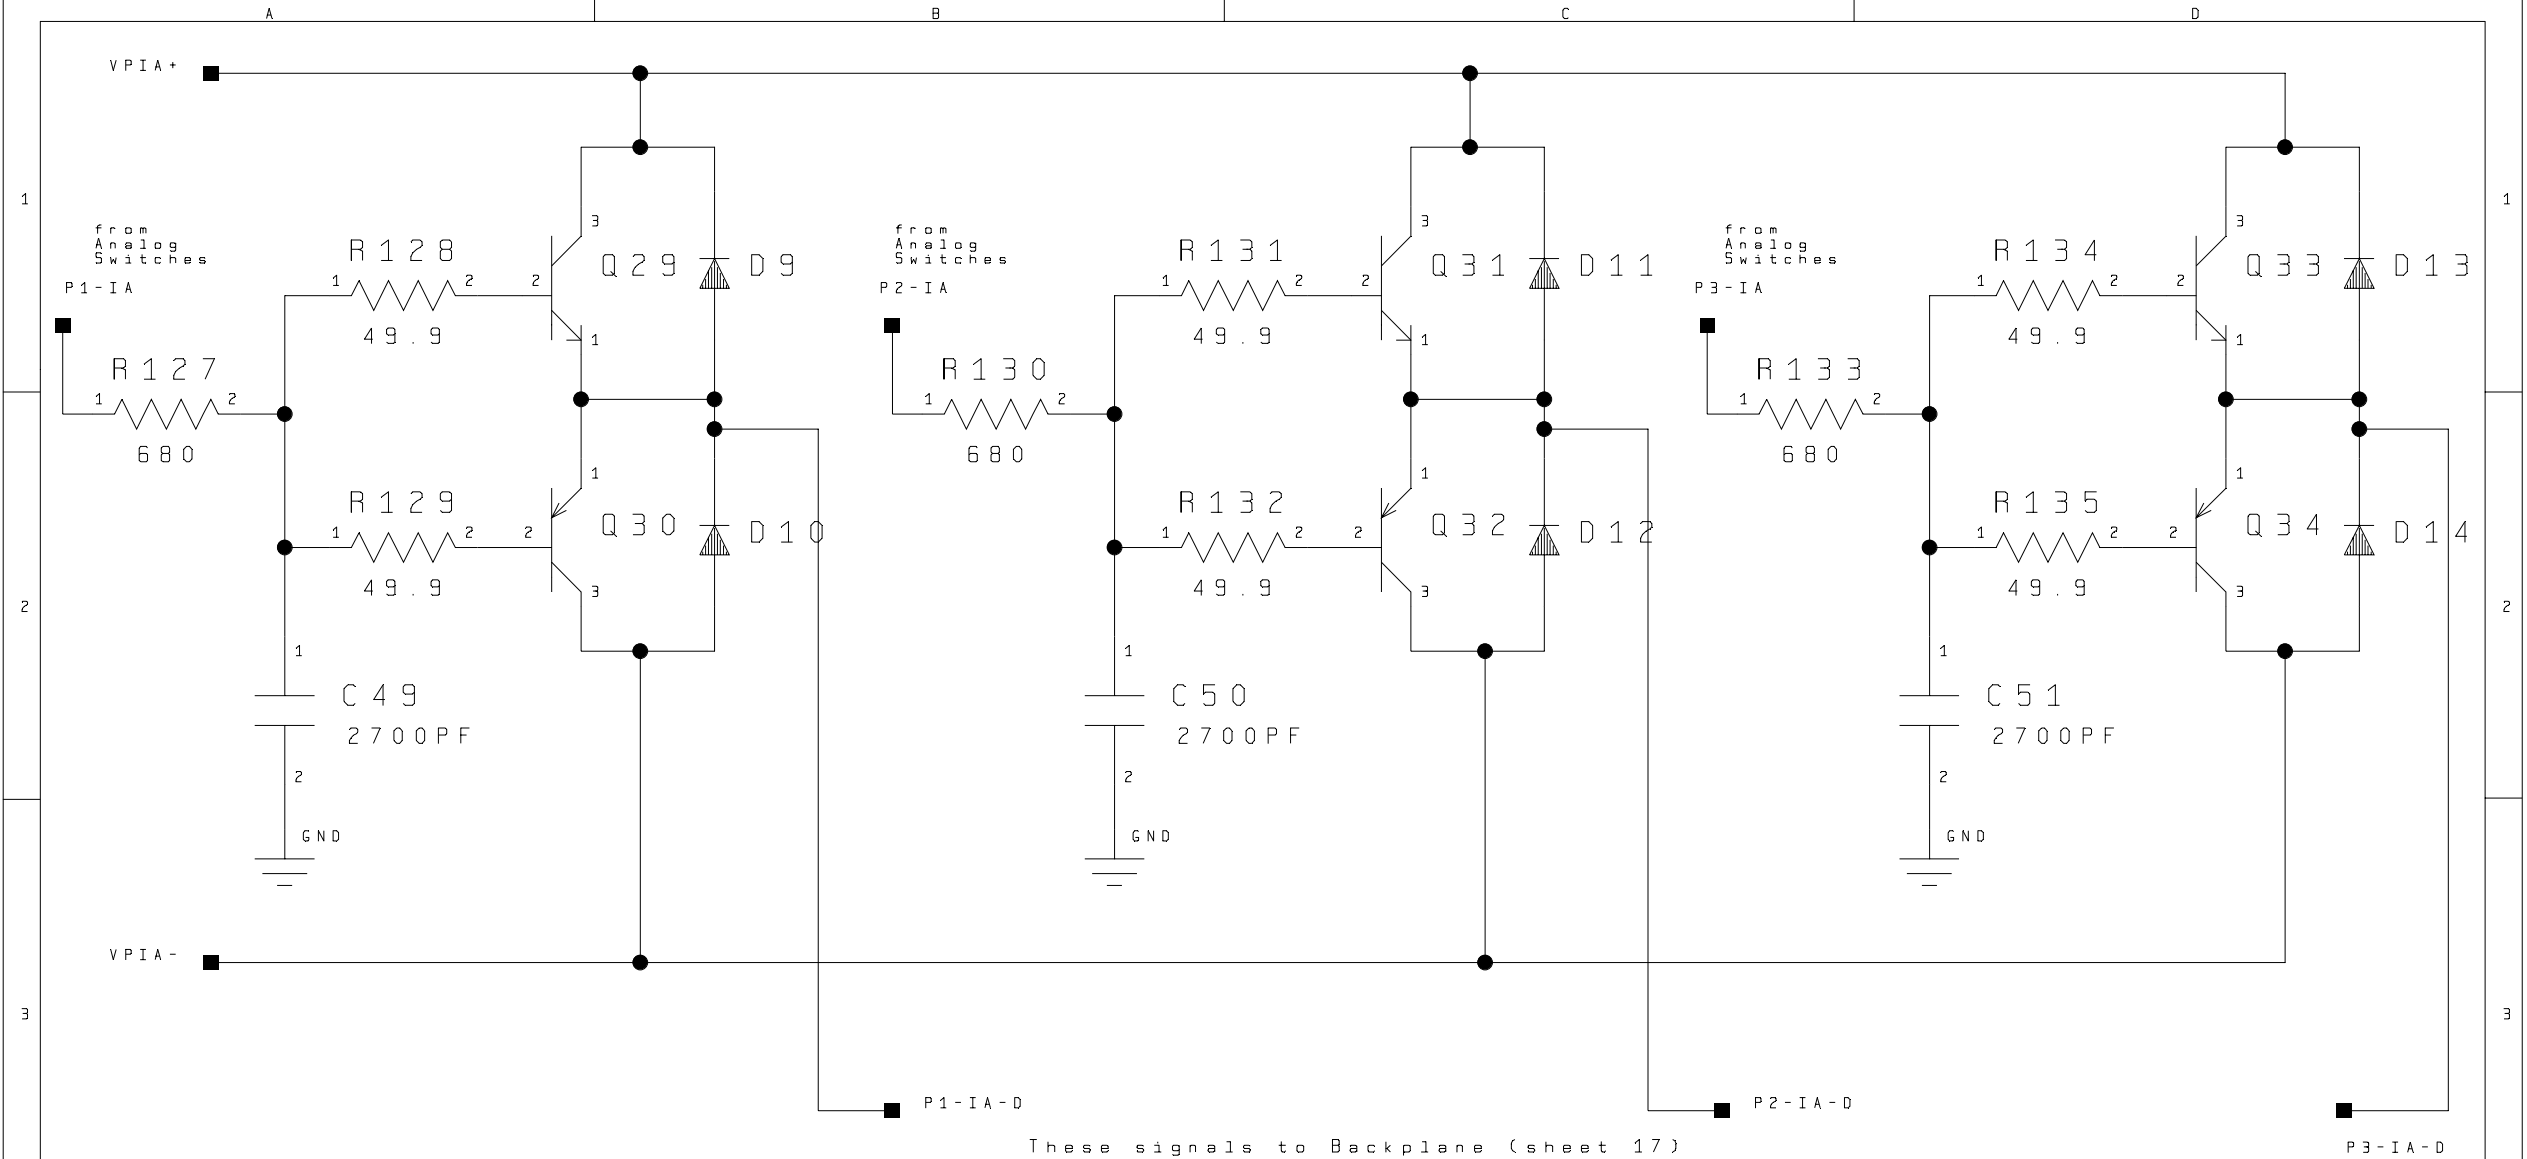 A B C D
VPIA+
1 1
from
Analog
Switches
P1-IA
R127
1 2
680
R128
1 2
49.9
R129
1 2
49.9
2
3
Q29
1
1
2
Q30
3
D9
D10
1
C49
2700PF
2
GND
from
Analog
Switches
P2-IA
R130
1 2
680
R131
1 2
49.9
R132
1 2
49.9
2
3
Q31
1
1
2
Q32
3
D11
D12
1
C50
2700PF
2
GND
from
Analog
Switches
P3-IA
R133
1 2
680
R134
1 2
49.9
R135
1 2
49.9
2
3
Q33
1
1
2
Q34
3
D13
D14
1
C51
2700PF
2
GND
2 2
VPIA-
3 3
P1-IA-D
P2-IA-D
These signals to Backplane (sheet 17)
P3-IA-D